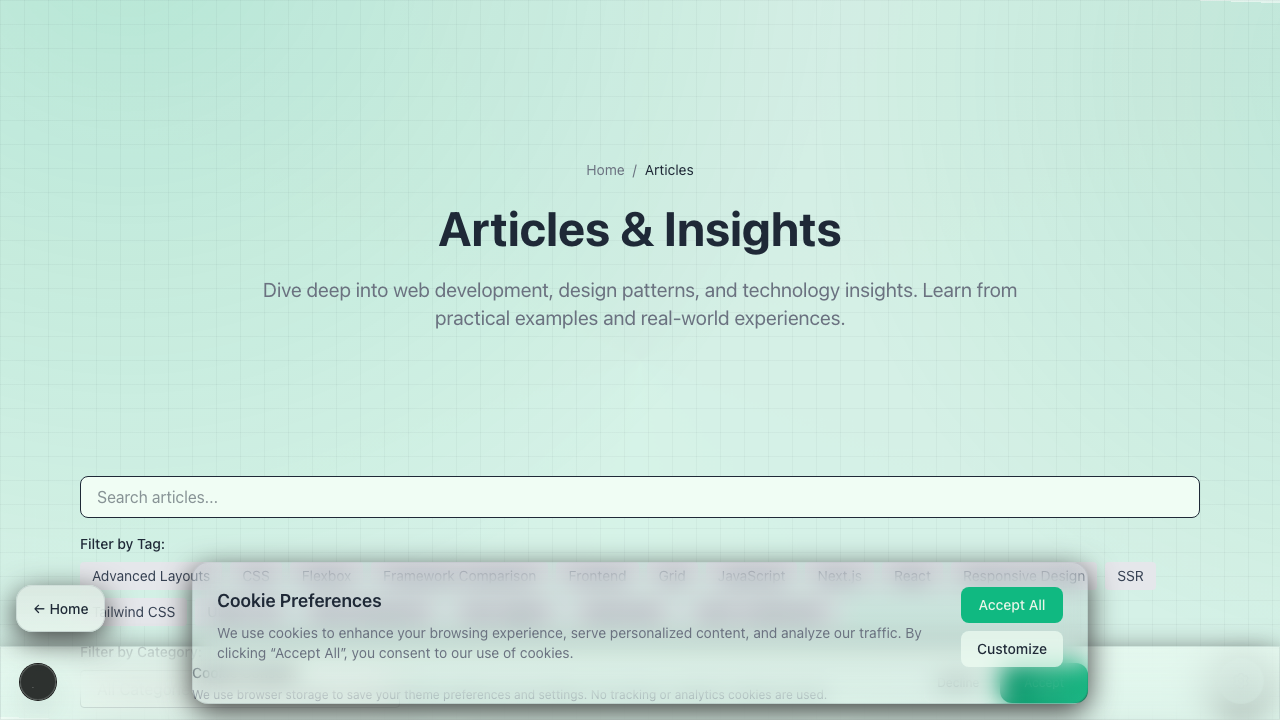 Home / Articles
Articles & Insights
Dive deep into web development, design patterns, and technology insights. Learn from
practical examples and real-world experiences.
Search articles...
Filter by Tag:
Advanced Layouts CSS Flexbox Framework Comparison Frontend Grid JavaScript Next.js React Responsive Design SSR
Tailwind CSS
← Home
Cookie Preferences
We use cookies to enhance your browsing experience, serve personalized content, and analyze our traffic. By
clicking “Accept All”, you consent to our use of cookies.
Accept All
Customize
Filter by Category
We use browser storage to save your theme preferences and settings. No tracking or analytics cookies are used.
Decline